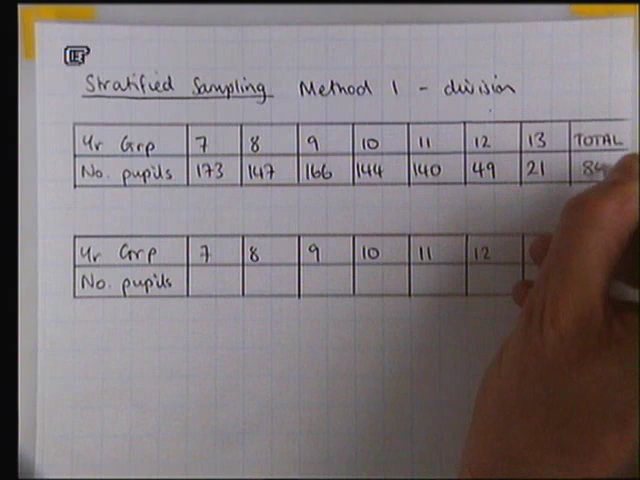 Stratified Sampling Method 1 - division
Yr Grp 7 8 9 10 11 12 13 TOTAL
No. pupils 173 147 166 144 140 49 21
Yr Grp 7 8 9 10 11 12
No. pupils